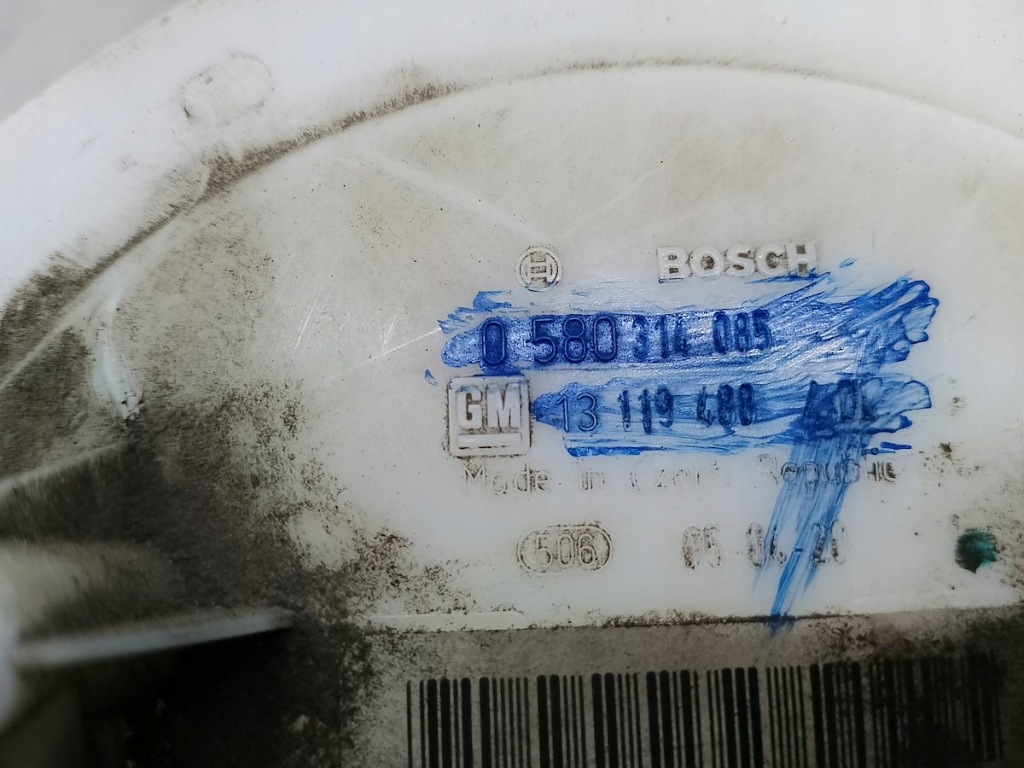 BOSCH
0 580 314 085
GM 13 119 488
Made in Czech Republic
506